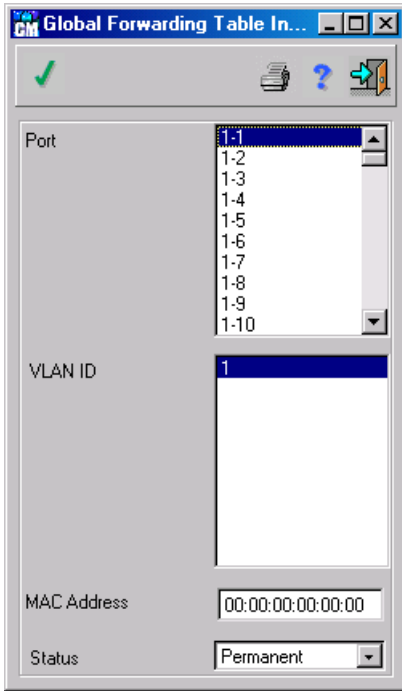 CM Global Forwarding Table In...
?
Port
1-1
1-2
1-3
1-4
1-5
1-6
1-7
1-8
1-9
1-10
VLAN ID
1
MAC Address
00:00:00:00:00:00
Status
Permanent